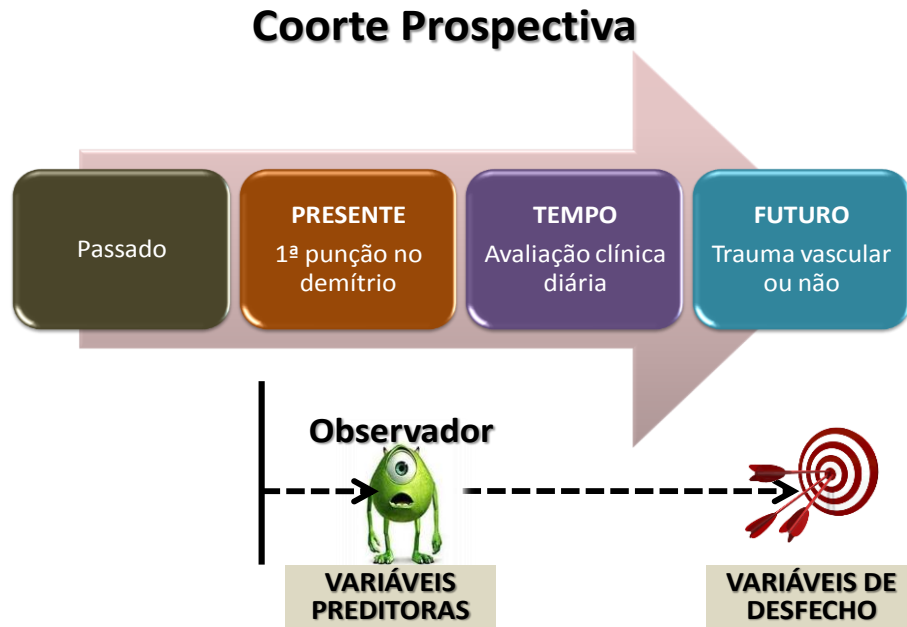 Coorte Prospectiva
Passado
PRESENTE
1ª punção no
demítrio
TEMPO
Avaliação clínica
diária
FUTURO
Trauma vascular
ou não
Observador
VARIÁVEIS
PREDITORAS
VARIÁVEIS DE
DESFECHO